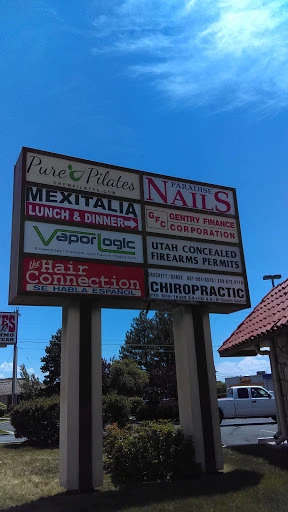 Pure Pilates
MEXITALIA
LUNCH & DINNER
VaporLogic
the Hair
Connection
SE HABLA ESPAÑOL
PARADISE
NAILS
GFC GENTRY FINANCE
CORPORATION
UTAH CONCEALED
FIREARMS PERMITS
CHIROPRACTIC